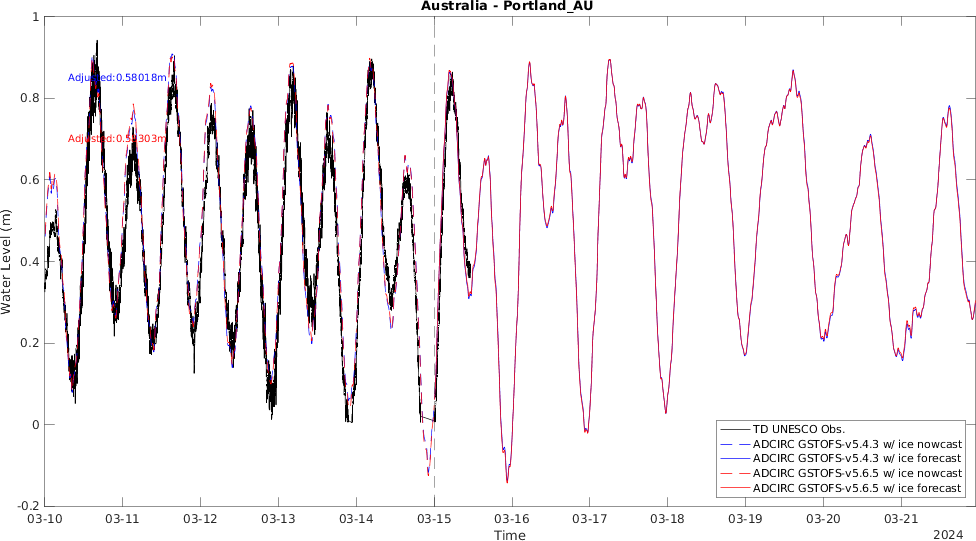 Australia - Portland_AU
1
0.8
0.6
0.4
0.2
0
-0.2
Water Level (m)
Adjusted:0.58018m
03-10
03-11
03-12
03-13
03-14
03-15
03-16
03-17
03-18
03-19
03-20
03-21
Time
2024
TD UNESCO Obs.
ADCIRC GSTOFS-v5.4.3 w/ ice nowcast
ADCIRC GSTOFS-v5.4.3 w/ ice forecast
ADCIRC GSTOFS-v5.6.5 w/ ice nowcast
ADCIRC GSTOFS-v5.6.5 w/ ice forecast